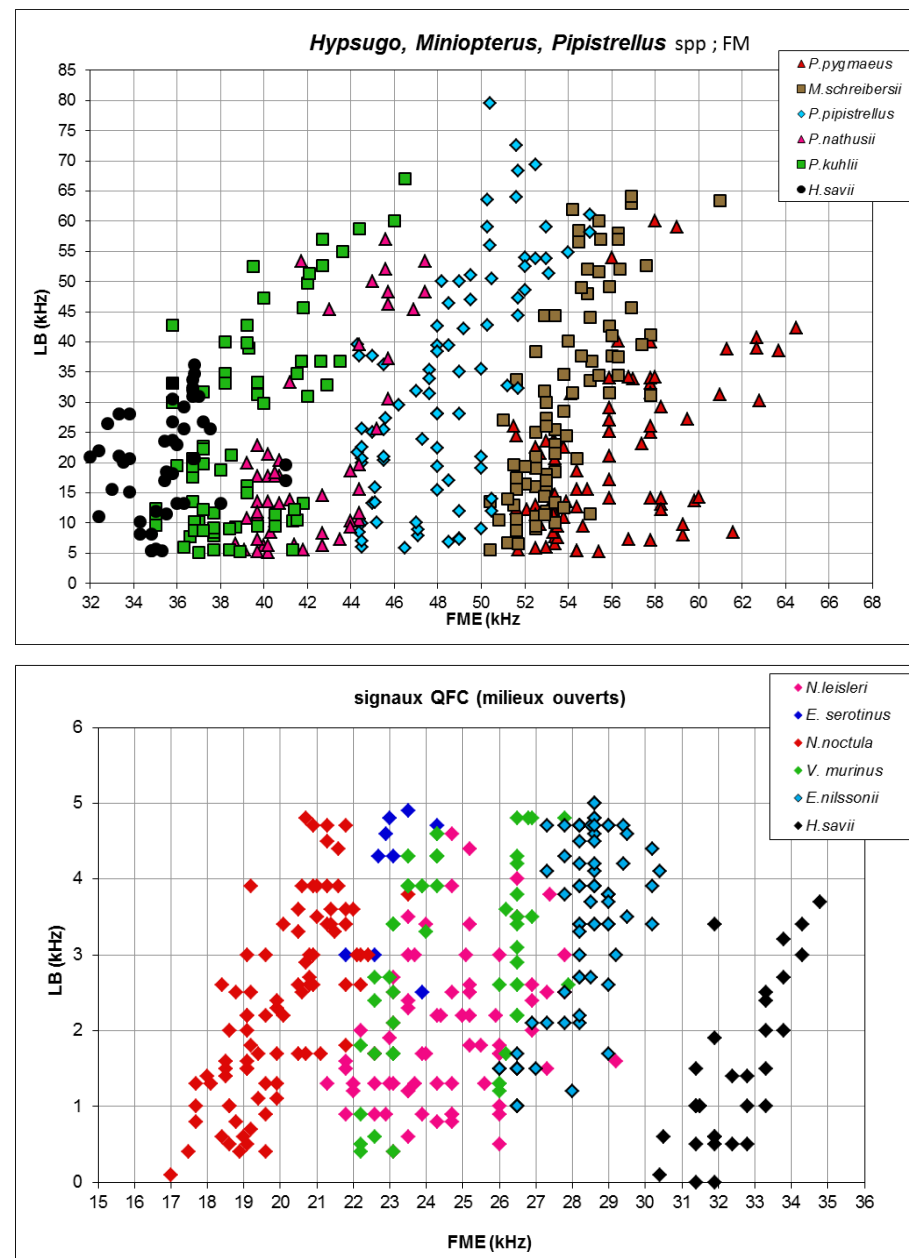 Hypsugo, Miniopterus, Pipistrellus spp ; FM
P.pygmaeus
M.schreibersii
P.pipistrellus
P.nathusii
P.kuhlii
H.savii
LB (kHz)
85
80
75
70
65
60
55
50
45
40
35
30
25
20
15
10
5
0
32 34 36 38 40 42 44 46 48 50 52 54 56 58 60 62 64 66 68
FME (kHz
signaux QFC (milieux ouverts)
N.leisleri
E. serotinus
N.noctula
V. murinus
E.nilssonii
H.savii
LB (kHz)
6
5
4
3
2
1
0
15 16 17 18 19 20 21 22 23 24 25 26 27 28 29 30 31 32 33 34 35 36
FME (kHz)